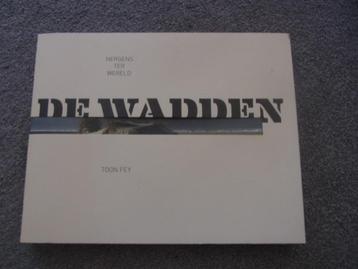 NERGENS
TER
WERELD
DE WADDEN
TOON FEY